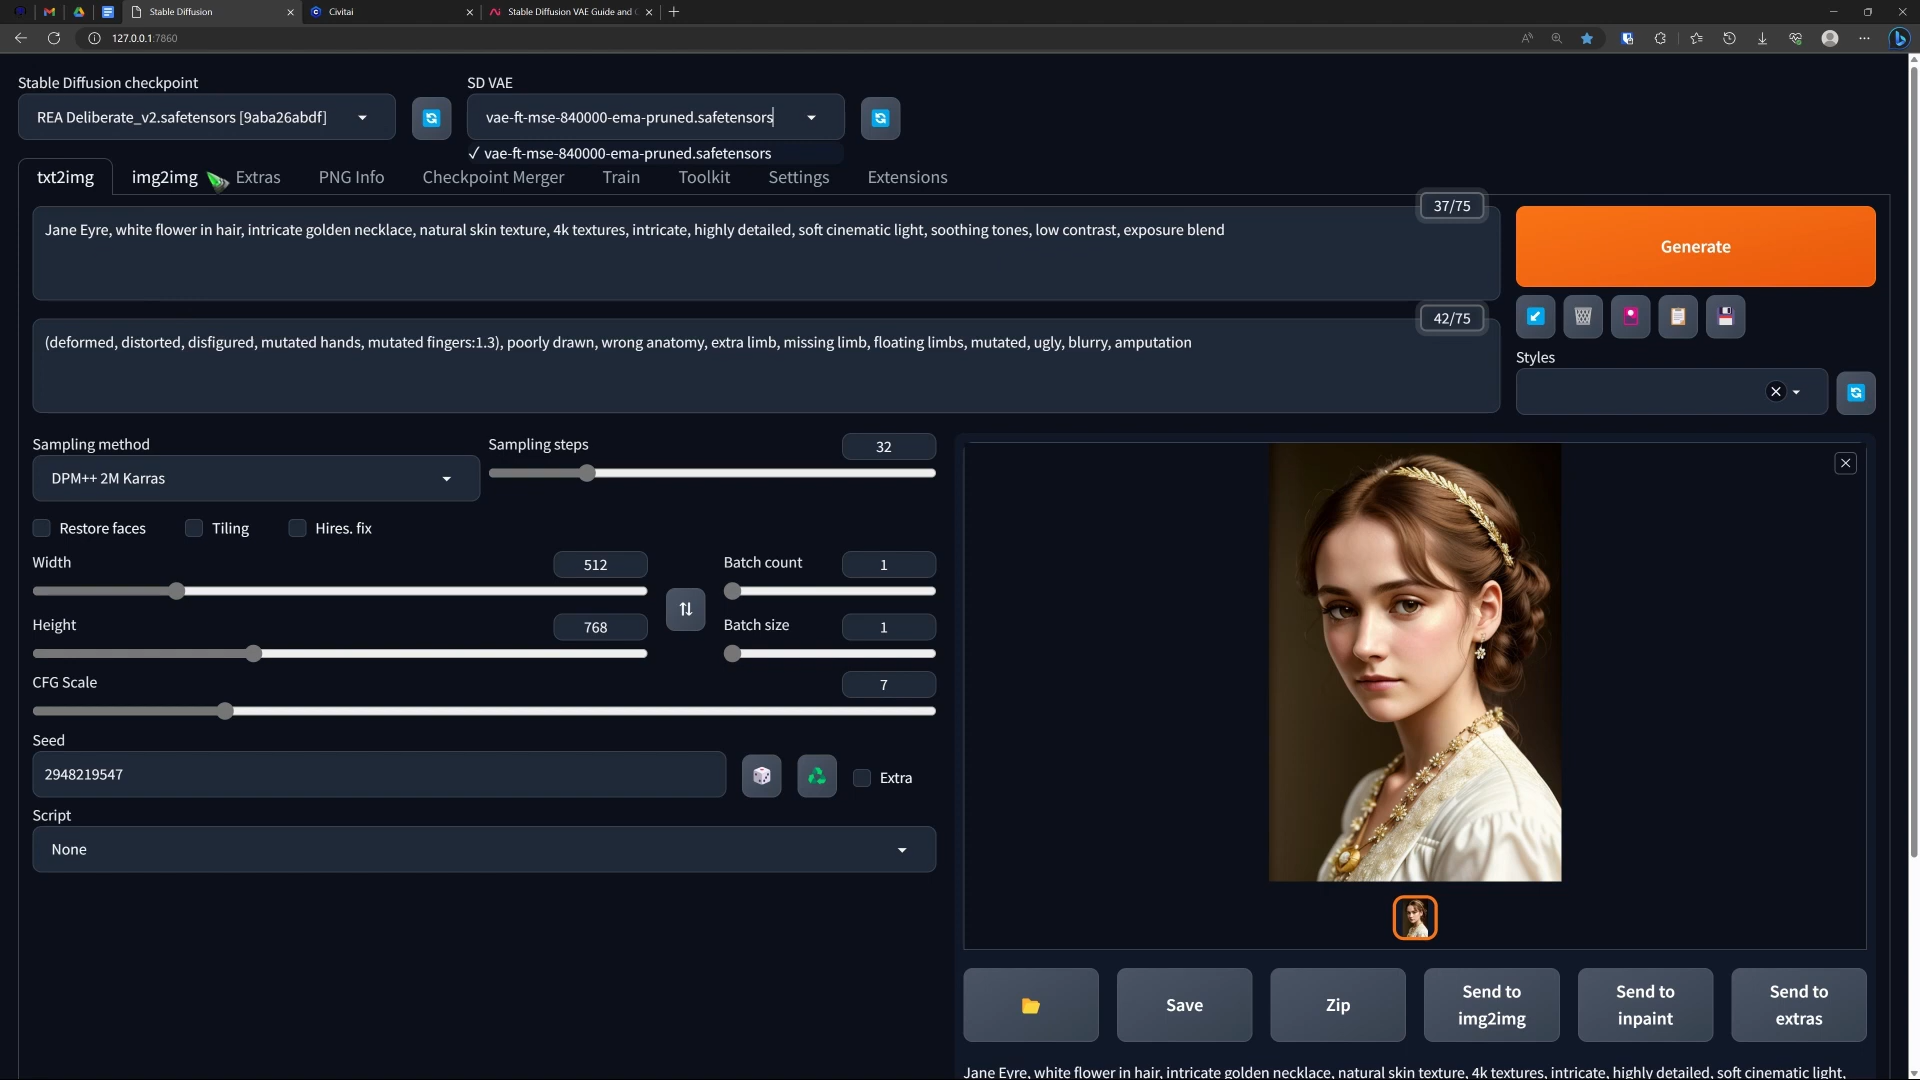 Stable Diffusion
Civitai
Stable Diffusion VAE Guide and
127.0.0.1:7860
Stable Diffusion checkpoint
SD VAE
REA Deliberate_v2.safetensors [9aba26abdf]
vae-ft-mse-840000-ema-pruned.safetensors
✓ vae-ft-mse-840000-ema-pruned.safetensors
txt2img
img2img
Extras
PNG Info
Checkpoint Merger
Train
Toolkit
Settings
Extensions
37/75
Jane Eyre, white flower in hair, intricate golden necklace, natural skin texture, 4k textures, intricate, highly detailed, soft cinematic light, soothing tones, low contrast, exposure blend
Generate
42/75
(deformed, distorted, disfigured, mutated hands, mutated fingers:1.3), poorly drawn, wrong anatomy, extra limb, missing limb, floating limbs, mutated, ugly, blurry, amputation
Styles
Sampling method
Sampling steps
32
DPM++ 2M Karras
Restore faces
Tiling
Hires. fix
Width
512
Batch count
1
Height
768
Batch size
1
CFG Scale
7
Seed
2948219547
Extra
Script
None
Save
Zip
Send to
img2img
Send to
inpaint
Send to
extras
Jane Eyre, white flower in hair, intricate golden necklace, natural skin texture, 4k textures, intricate, highly detailed, soft cinematic light,